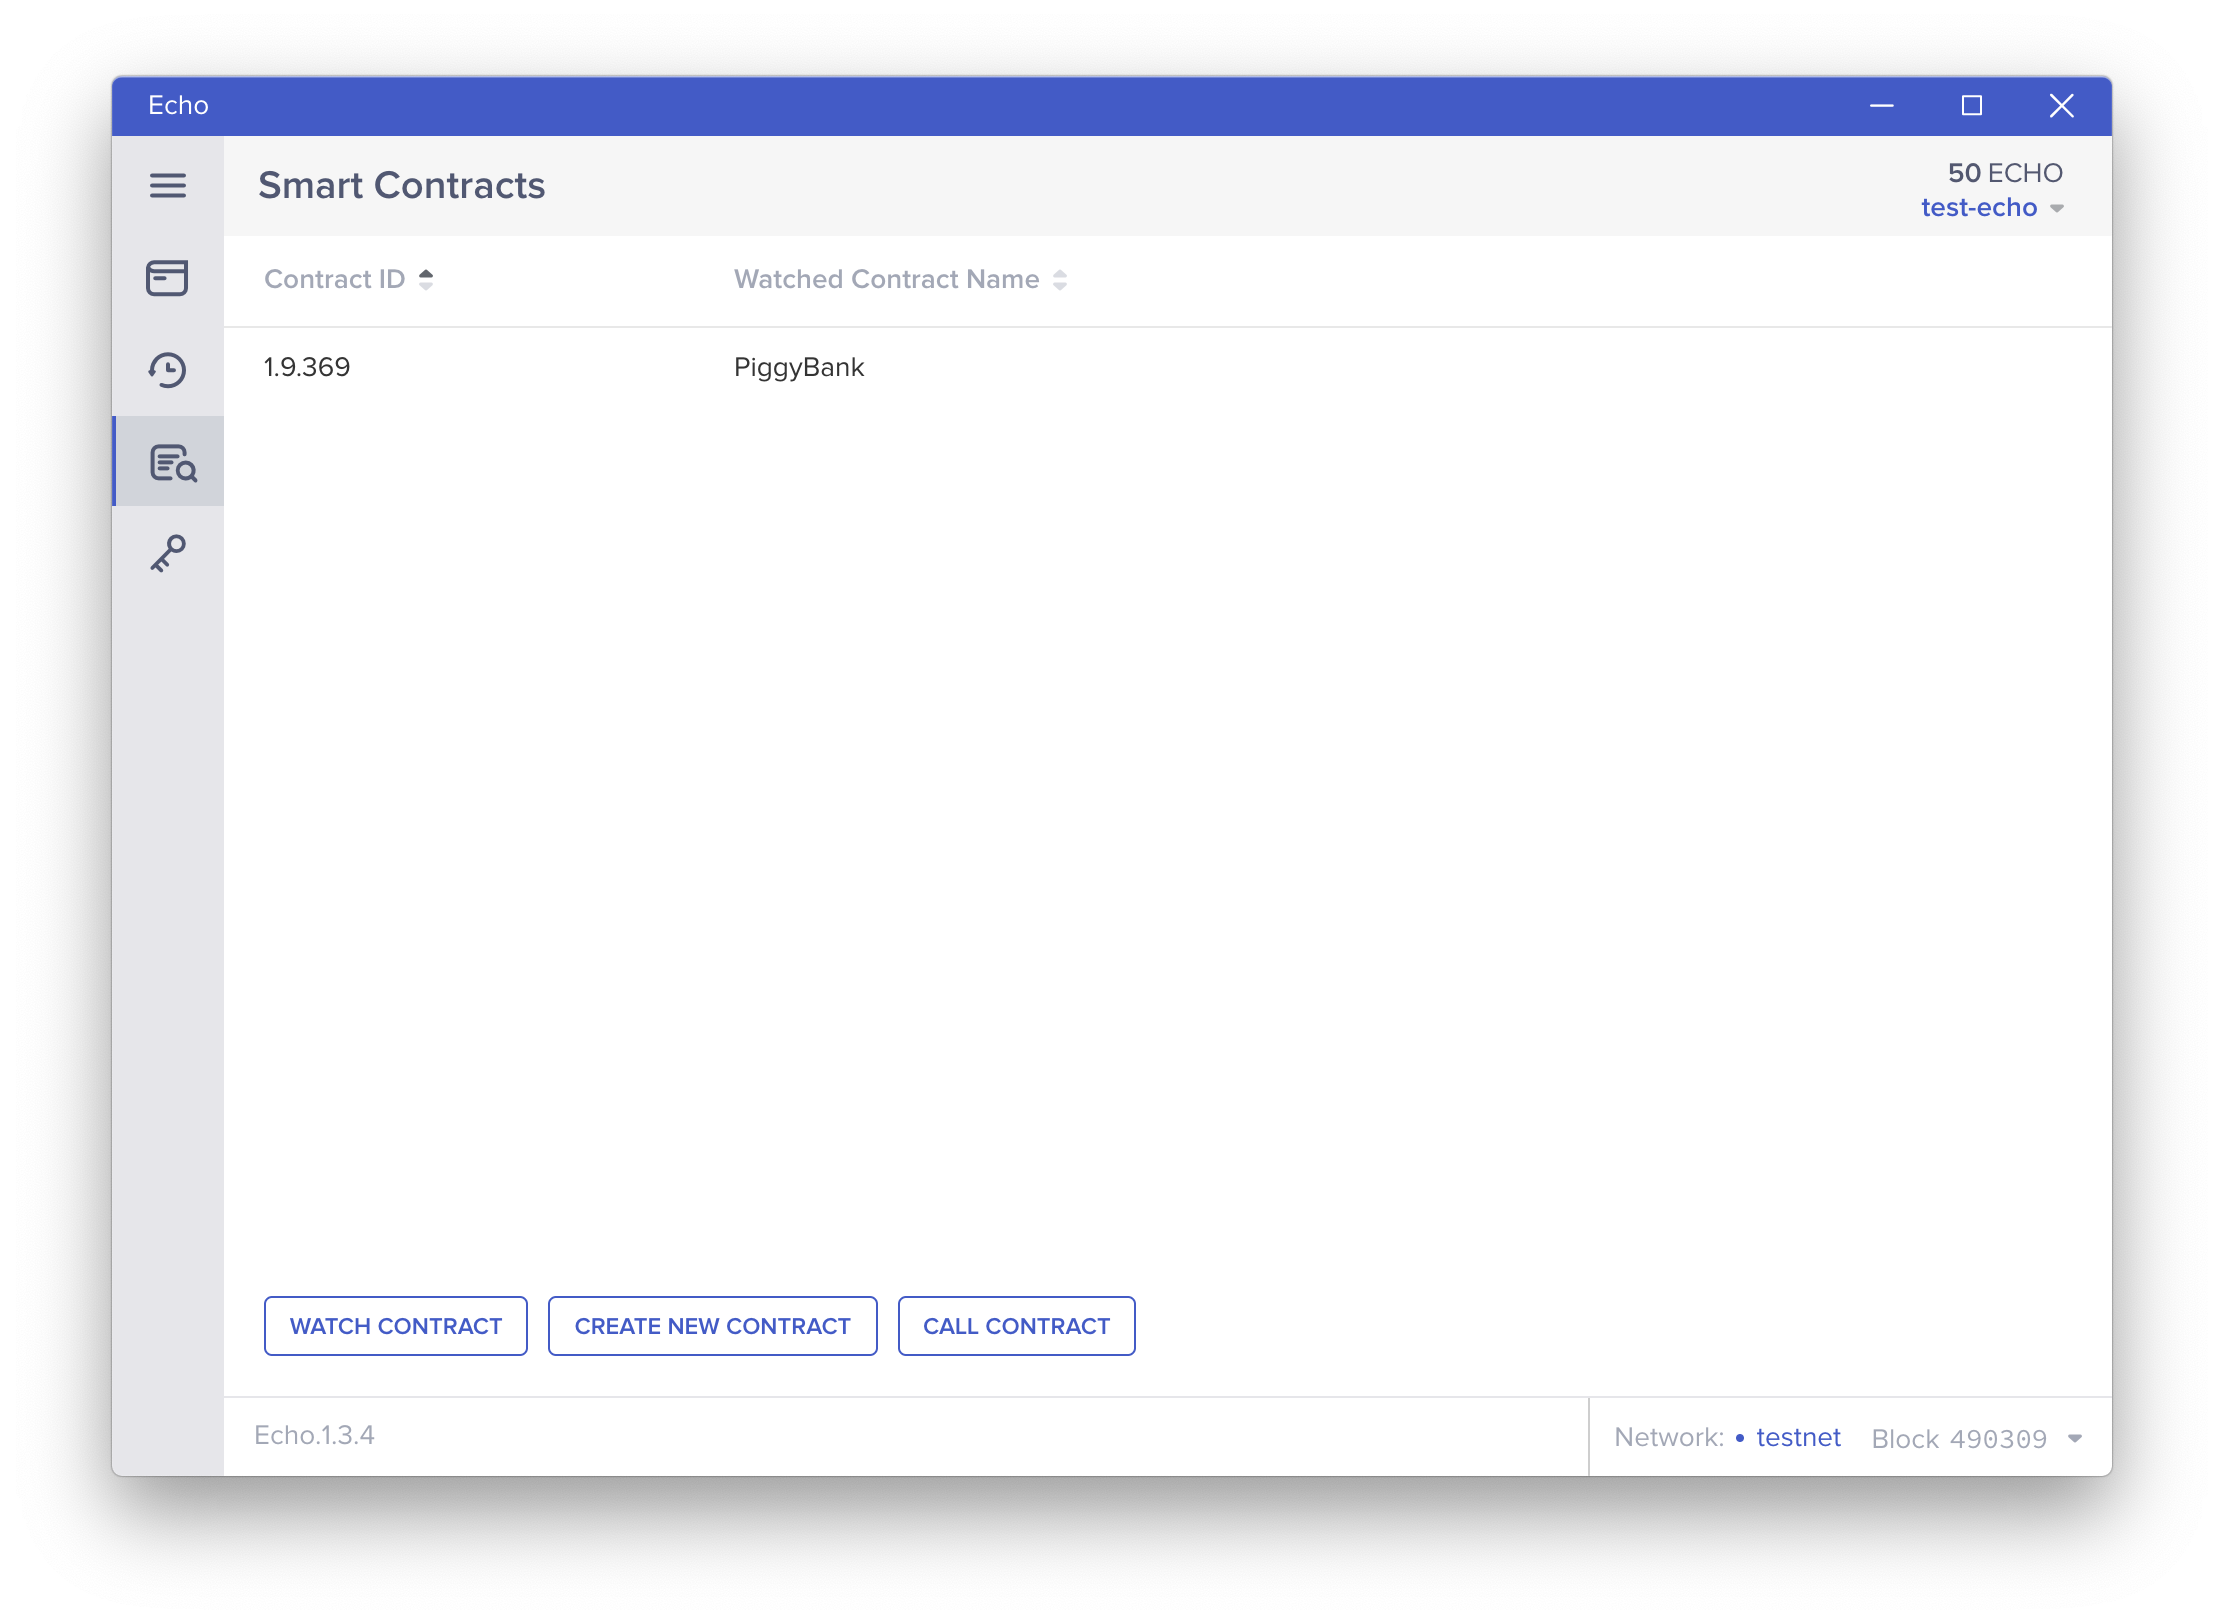 Echo
Smart Contracts
50 ECHO
test-echo
Contract ID
Watched Contract Name
1.9.369
PiggyBank
WATCH CONTRACT
CREATE NEW CONTRACT
CALL CONTRACT
Echo.1.3.4
Network: • testnet
Block 490309